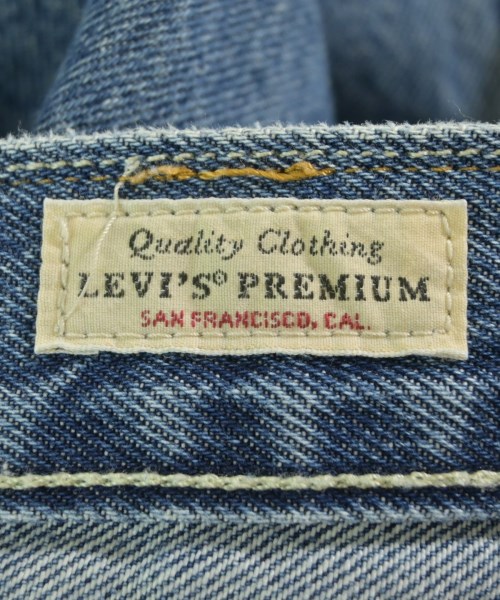 Quality Clothing
LEVI'S® PREMIUM
SAN FRANCISCO, CAL.